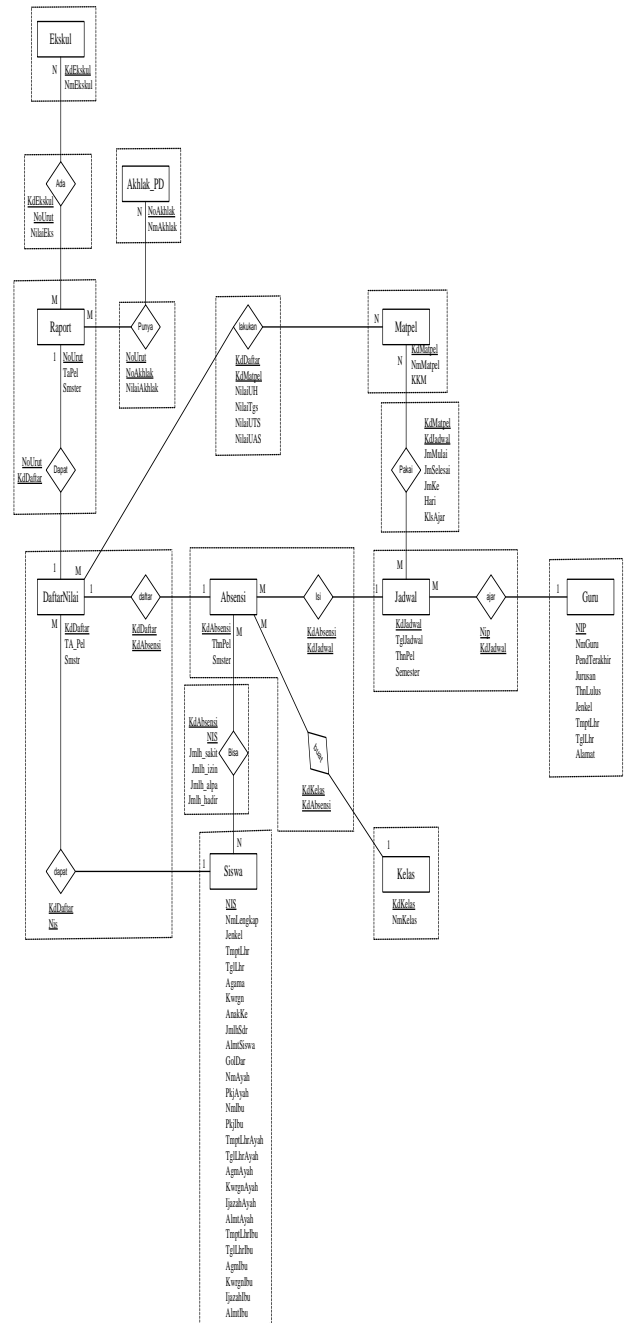 Ekskul
N
KdEkskul
NmEkskul
Ada
KdEkskul
NoUrut
NilaiEks
M
Akhlak_PD
N
NoAkhlak
NmAkhlak
Raport
M
1
NoUrut
TaPel
Smster
Punya
NoUrut
NoAkhlak
NilaiAkhlak
lakukan
KdDaftar
KdMatpel
NilaiUH
NilaiTgs
NilaiUTS
NilaiUAS
N
Matpel
N
KdMatpel
NmMatpel
KKM
NoUrut
KdDaftar
Dapat
Pakai
KdMatpel
KdJadwal
JmMulai
JmSelesai
JmKe
Hari
KlsAjar
1
M
DaftarNilai
1
M
KdDaftar
TA_Pel
Smstr
daftar
KdDaftar
KdAbsensi
1
Absensi
M
M
M
KdAbsensi
ThnPel
Smster
Isi
KdAbsensi
KdJadwal
1
M
Jadwal
M
KdJadwal
TglJadwal
ThnPel
Semester
ajar
Nip
KdJadwal
1
Guru
NIP
NmGuru
PendTerakhir
Jurusan
ThnLulus
Jenkel
TmptLhr
TglLhr
Alamat
KdAbsensi
NIS
Jmlh_sakit
Jmlh_izin
Jmlh_alpa
Jmlh_hadir
Bisa
KdKelas
KdAbsensi
N
1
Kelas
KdKelas
NmKelas
dapat
KdDaftar
Nis
1
Siswa
NIS
NmLengkap
Jenkel
TmptLhr
TglLhr
Agama
Kwrgn
AnakKe
JmlhSdr
AlmtSiswa
GolDar
NmAyah
PkjAyah
NmIbu
PkjIbu
TmptLhrAyah
TglLhrAyah
AgmAyah
KwrgnAyah
IjazahAyah
AlmtAyah
TmptLhrIbu
TglLhrIbu
AgmIbu
KwrgnIbu
IjazahIbu
AlmtIbu